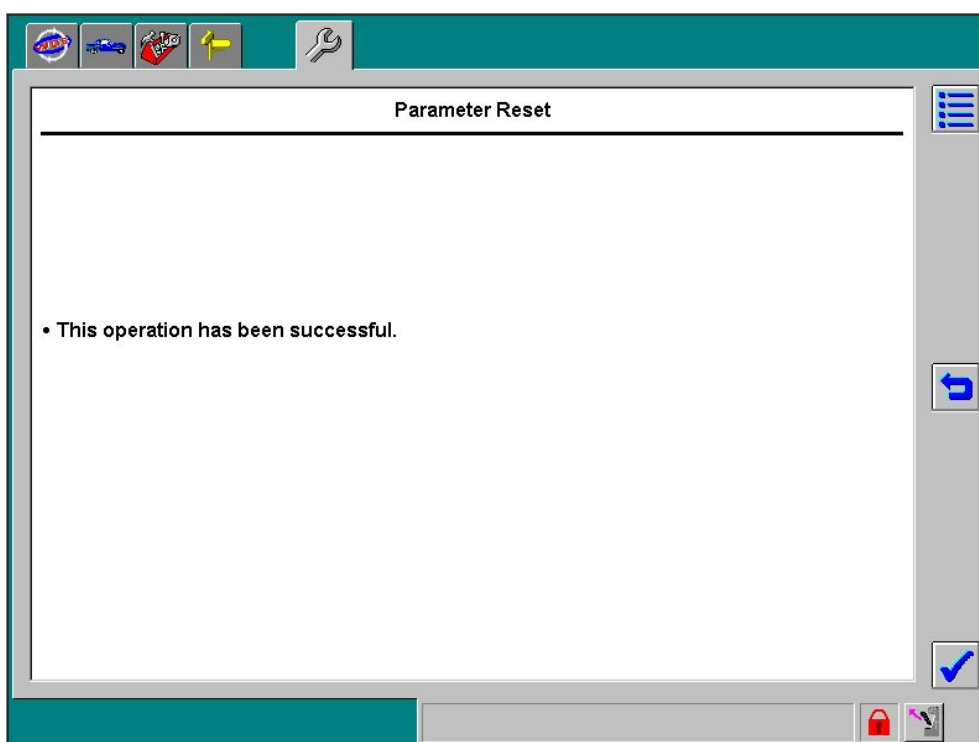 Parameter Reset
• This operation has been successful.